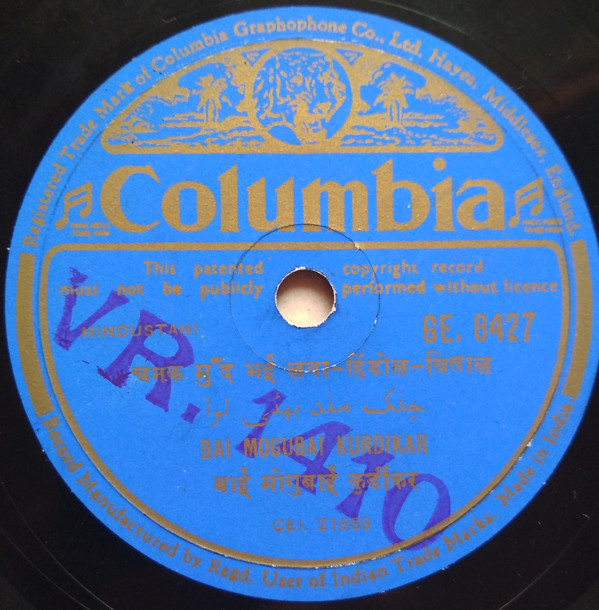 Registered Trade Mark of Columbia Graphophone Co., Ltd. Hayes, Middlesex, England.
Columbia
This patented copyright record
must not be publicly performed without licence
HINDUSTANI
GE. 8427
चमक मुँद भई लता-हिंडोल-त्रिताल
VR. 1410
BAI MOGUBAI KURDIKAR
बाई मोगुबाई कुर्डीकर
CEI. 21883
Record Manufactured by Regd. User of Indian Trade Marks. Made in India